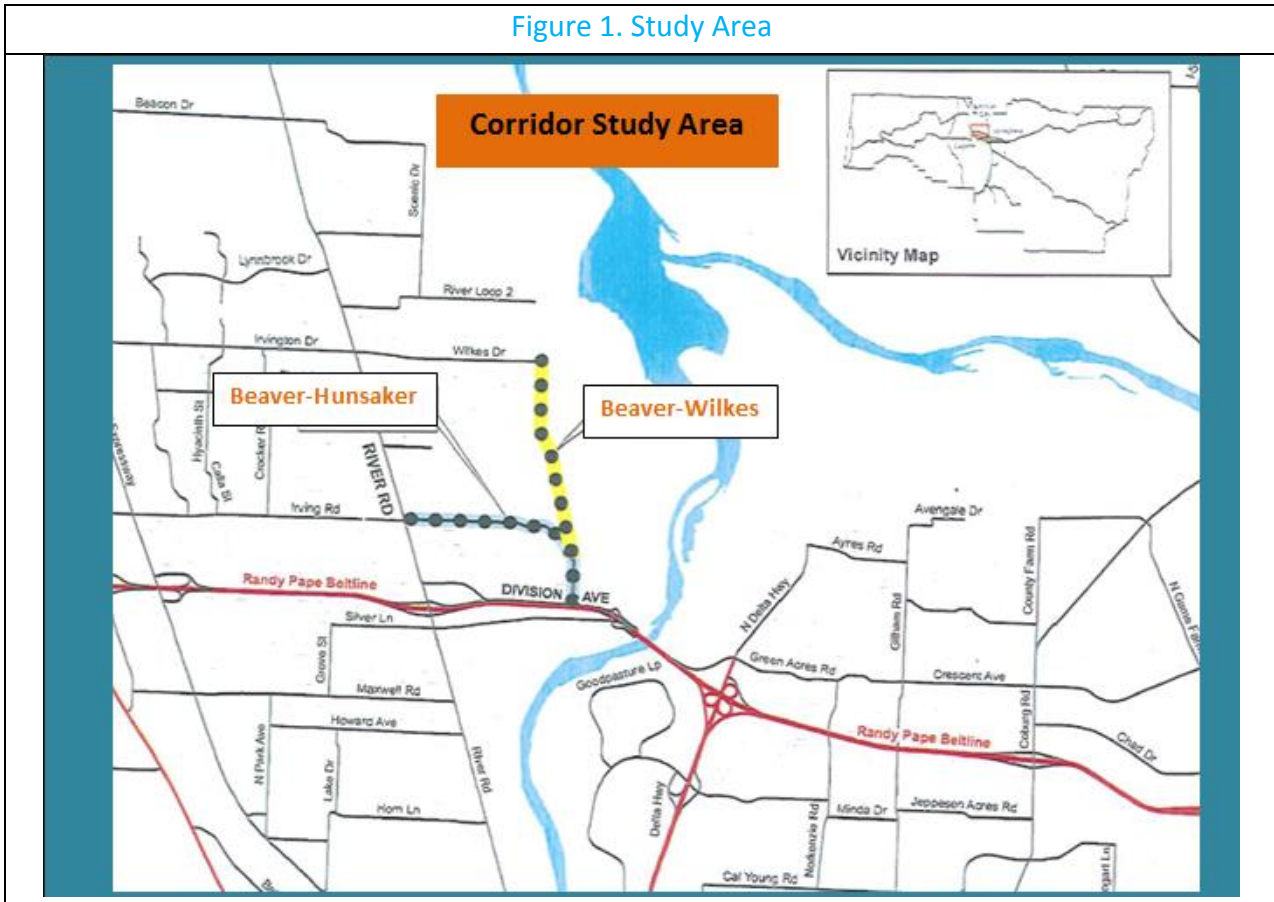 Figure 1. Study Area
Corridor Study Area
Beacon Dr
Scenic Dr
Vicinity Map
Lynnbrook Dr
River Loop 2
Irvington Dr
Wilkes Dr
Beaver-Hunsaker
Beaver-Wilkes
Hyacinth St
Calla St
Expressway
RIVER RD
Irving Rd
Avengale Dr
Ayres Rd
County Farm Rd
Gilham Rd
N Delta Hwy
Randy Pape Beltline
DIVISION AVE
Silver Ln
Grove St
Green Acres Rd
Crescent Ave
Goodpasture Lp
Maxwell Rd
Howard Ave
N Park Ave
Lake Dr
River Rd
Coburg Rd
Randy Pape Beltline
Chad Dr
Horn Ln
Delta Hwy
Minda Dr
Jeppesen Acres Rd
Cal Young Rd